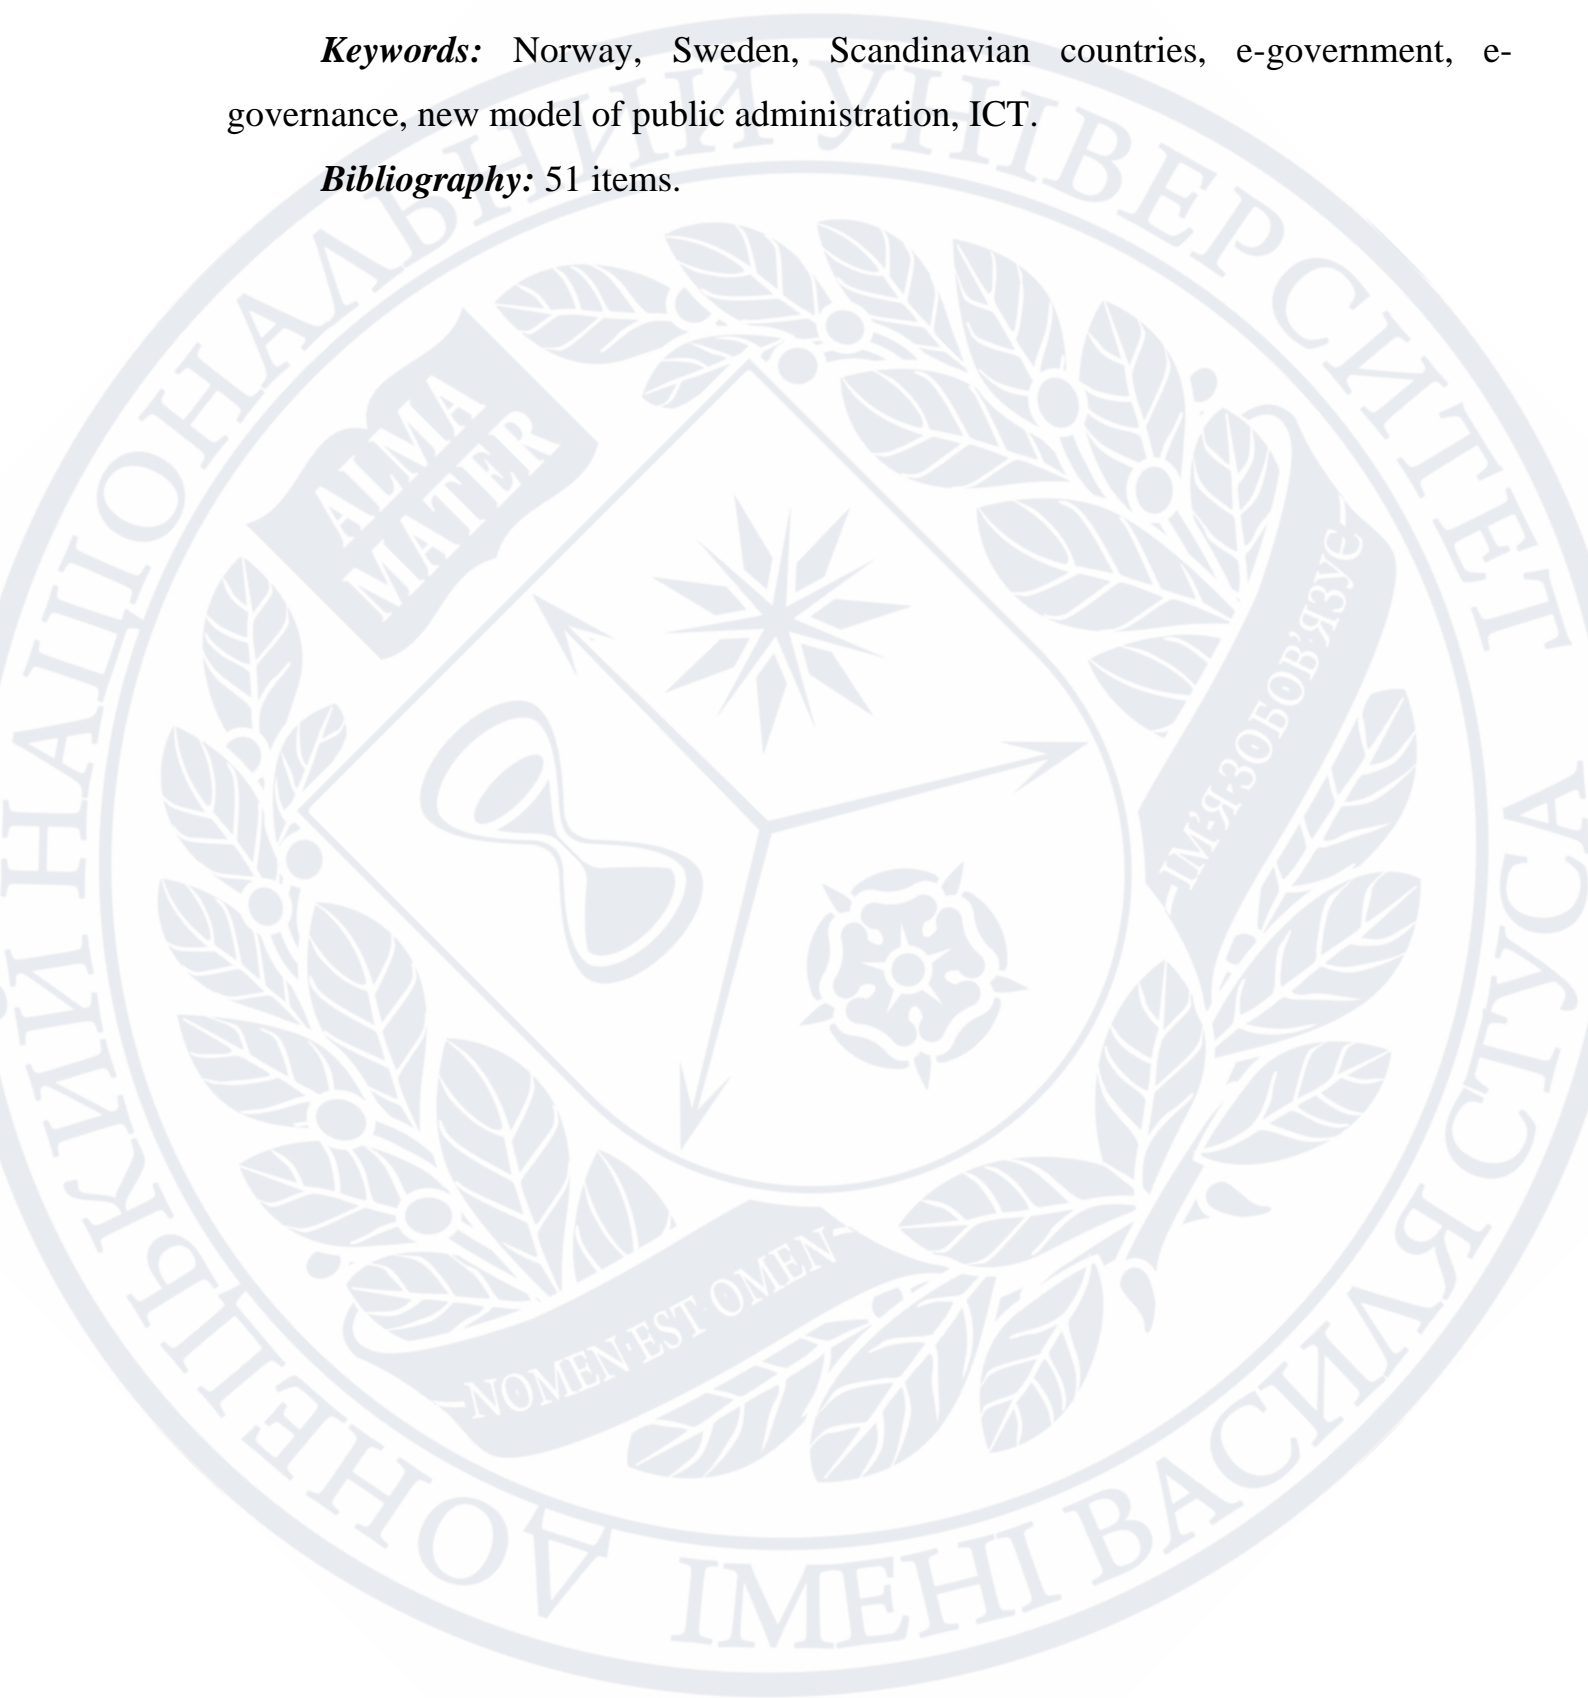 Keywords: Norway, Sweden, Scandinavian countries, e-government, e-
governance, new model of public administration, ICT.
Bibliography: 51 items.
ДОНЕЦЬКИЙ НАЦІОНАЛЬНИЙ УНІВЕРСИТЕТ
ІМЕНІ ВАСИЛЯ СТУСА
ALMA
MATER
ІМ'Я ЗОБОВ'ЯЗУЄ
NOMEN EST OMEN